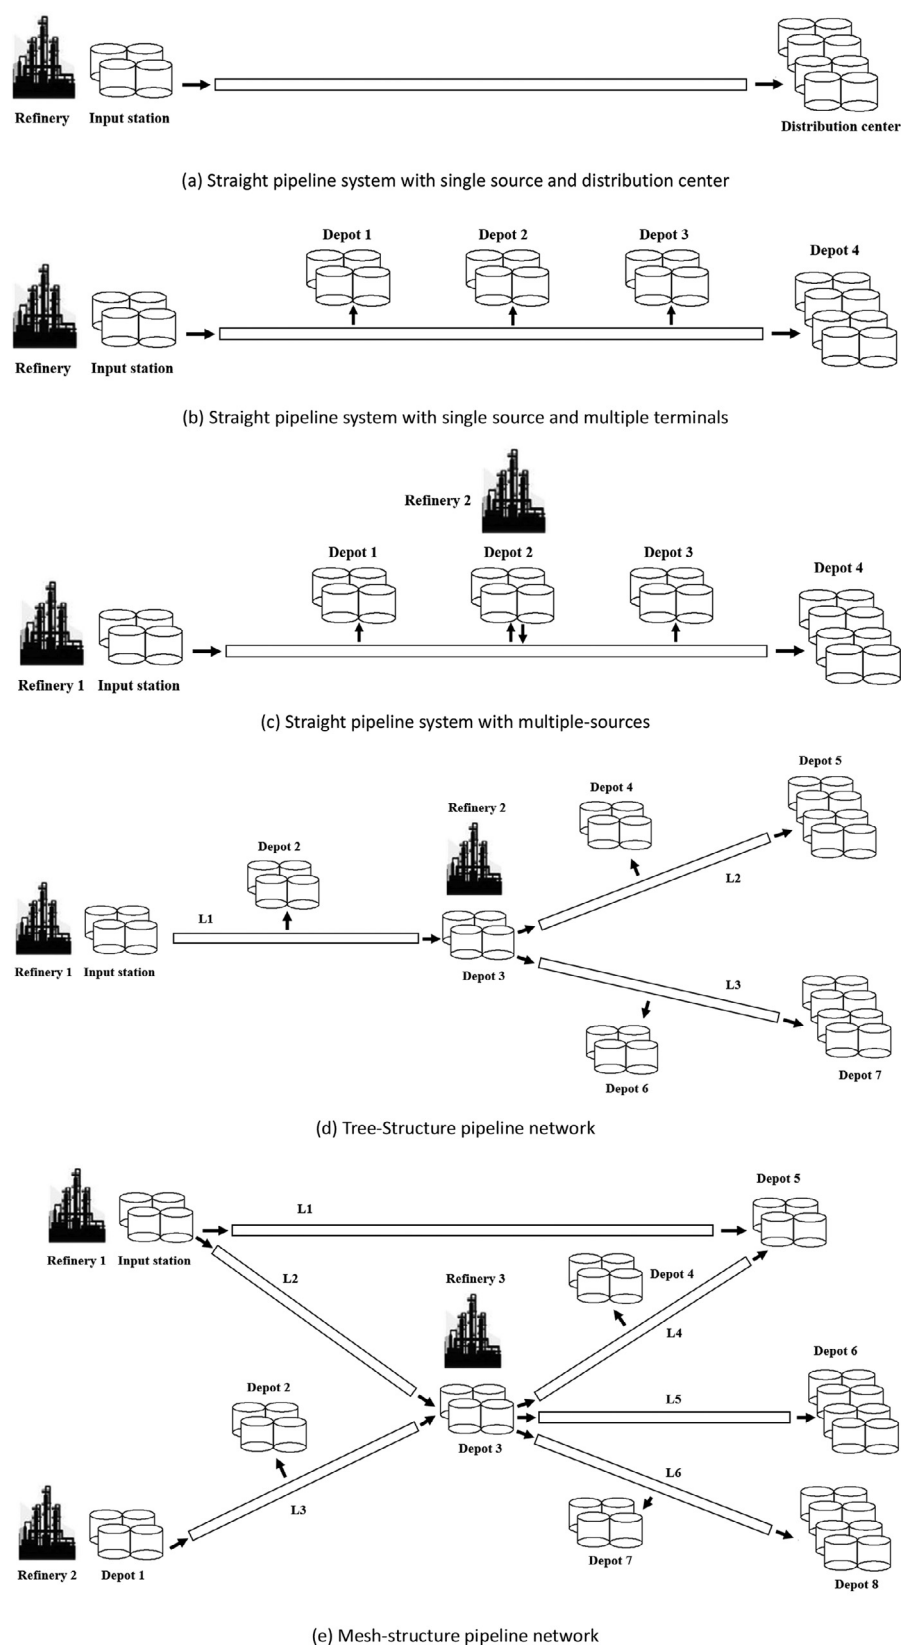 Refinery Input station
Distribution center
(a) Straight pipeline system with single source and distribution center
Depot 1 Depot 2 Depot 3
Depot 4
Refinery Input station
(b) Straight pipeline system with single source and multiple terminals
Refinery 2
Depot 1 Depot 2 Depot 3
Depot 4
Refinery 1 Input station
(c) Straight pipeline system with multiple-sources
Depot 5
Depot 4
Refinery 2
Depot 2
L2
L1
Refinery 1 Input station
Depot 3
L3
Depot 6
Depot 7
(d) Tree-Structure pipeline network
Depot 5
L1
Refinery 1 Input station
L2
Refinery 3
Depot 4
L4
Depot 6
Depot 2
L5
Depot 3
L6
L3
Depot 7
Refinery 2 Depot 1
Depot 8
(e) Mesh-structure pipeline network